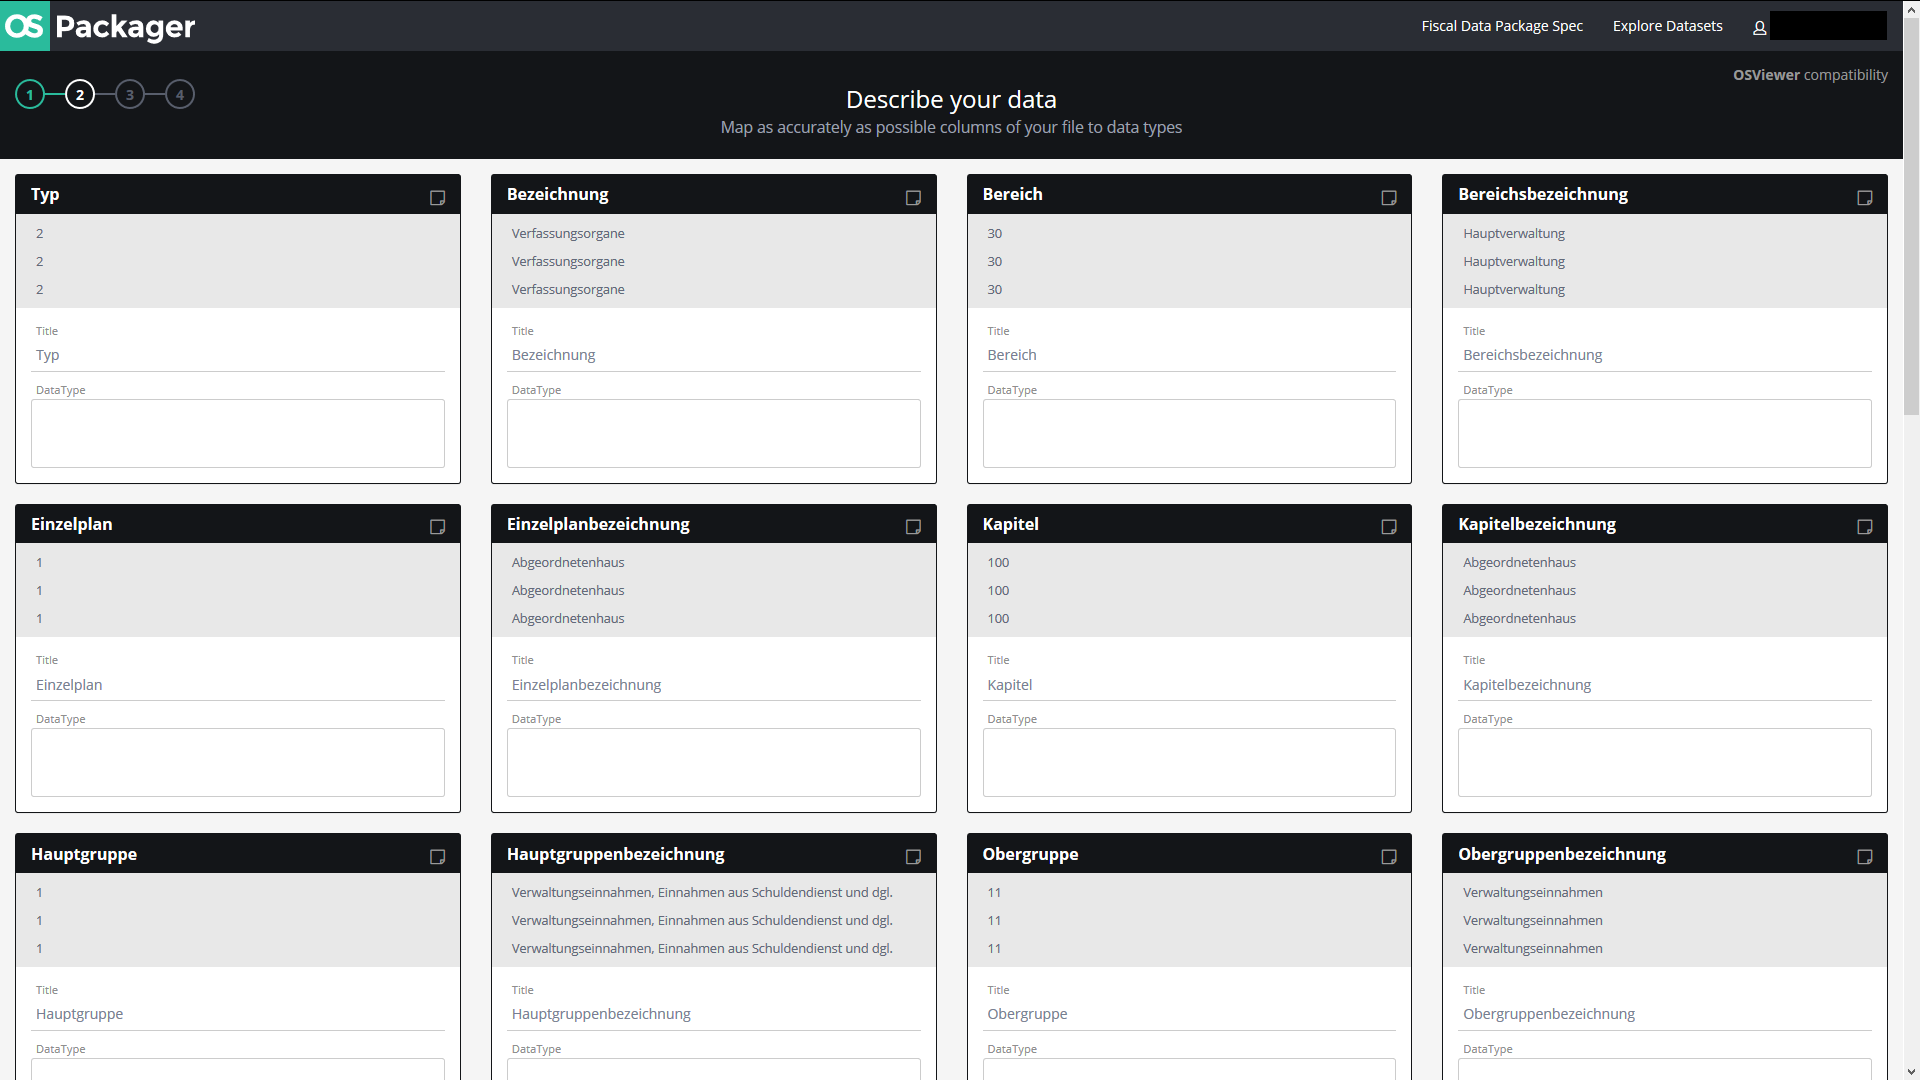 OS Packager
Fiscal Data Package Spec
Explore Datasets
1
2
3
4
Describe your data
Map as accurately as possible columns of your file to data types
OSViewer compatibility
Typ
2
2
2
Title
Typ
DataType
Bezeichnung
Verfassungsorgane
Verfassungsorgane
Verfassungsorgane
Title
Bezeichnung
DataType
Bereich
30
30
30
Title
Bereich
DataType
Bereichsbezeichnung
Hauptverwaltung
Hauptverwaltung
Hauptverwaltung
Title
Bereichsbezeichnung
DataType
Einzelplan
1
1
1
Title
Einzelplan
DataType
Einzelplanbezeichnung
Abgeordnetenhaus
Abgeordnetenhaus
Abgeordnetenhaus
Title
Einzelplanbezeichnung
DataType
Kapitel
100
100
100
Title
Kapitel
DataType
Kapitelbezeichnung
Abgeordnetenhaus
Abgeordnetenhaus
Abgeordnetenhaus
Title
Kapitelbezeichnung
DataType
Hauptgruppe
1
1
1
Title
Hauptgruppe
DataType
Hauptgruppenbezeichnung
Verwaltungseinnahmen, Einnahmen aus Schuldendienst und dgl.
Verwaltungseinnahmen, Einnahmen aus Schuldendienst und dgl.
Verwaltungseinnahmen, Einnahmen aus Schuldendienst und dgl.
Title
Hauptgruppenbezeichnung
DataType
Obergruppe
11
11
11
Title
Obergruppe
DataType
Obergruppenbezeichnung
Verwaltungseinnahmen
Verwaltungseinnahmen
Verwaltungseinnahmen
Title
Obergruppenbezeichnung
DataType